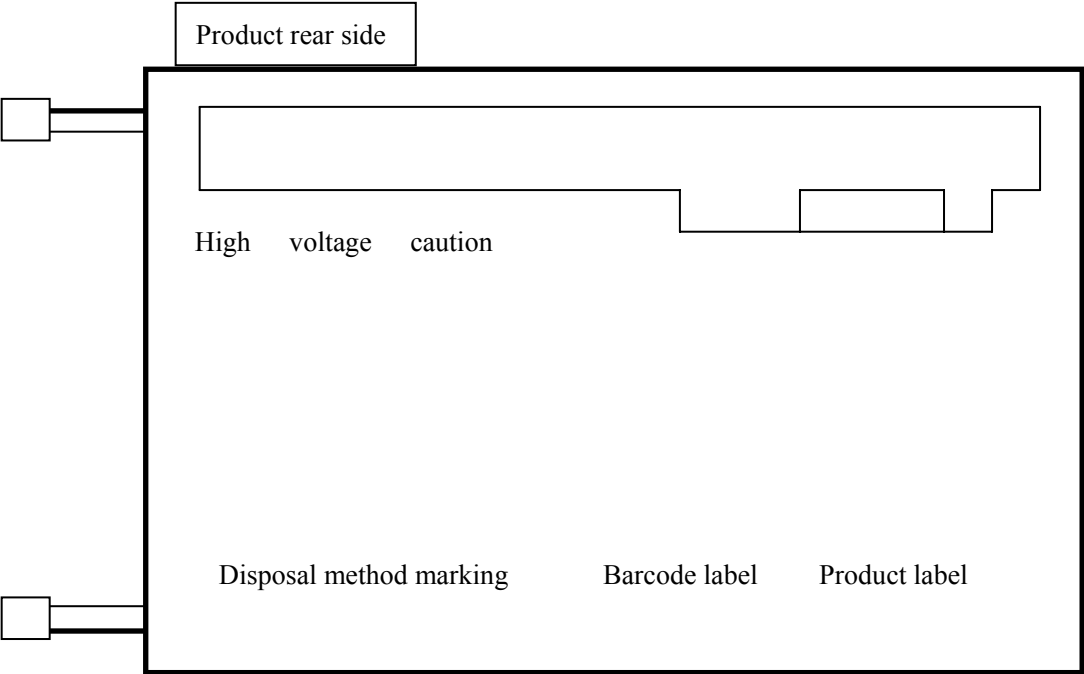 Product rear side
High voltage caution
Disposal method marking Barcode label Product label